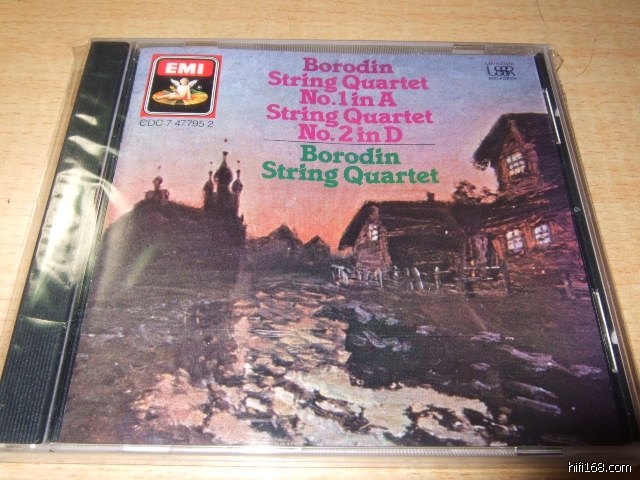 EMI
CDC 7 47795 2
Borodin
String Quartet
No.1 in A
String Quartet
No.2 in D
Borodin
String Quartet
USSR
hifi168.com